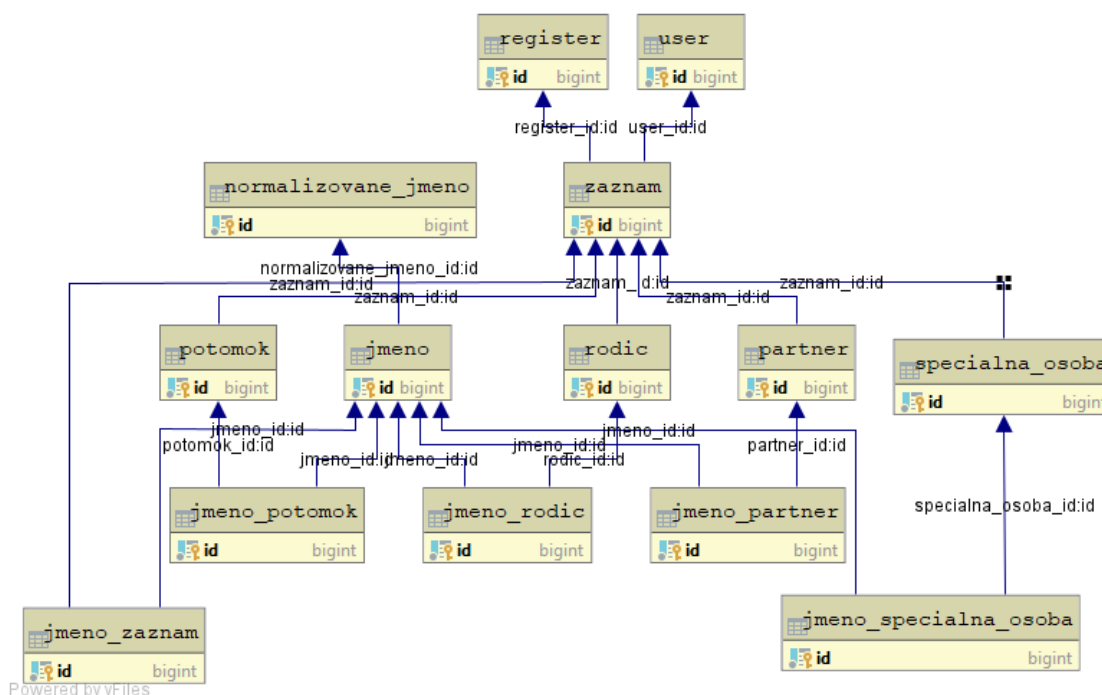 register
user
id bigint
id bigint
register_id:id
user_id:id
normalizovane_jmeno
zaznam
id bigint
id bigint
normalizovane_jmeno_id:id
zaznam_id:id
zaznam_id:id
zaznam_id:id
zaznam_id:id
zaznam_id:id
potomok
jmeno
rodic
partner
specialna_osoba
id bigint
id bigint
id bigint
id bigint
id bigint
jmeno_id:id
potomok_id:id
jmeno_id:id
jmeno_id:id
jmeno_id:id
rodic_id:id
jmeno_id:id
partner_id:id
specialna_osoba_id:id
jmeno_potomok
jmeno_rodic
jmeno_partner
id bigint
id bigint
id bigint
jmeno_zaznam
jmeno_specialna_osoba
id bigint
id bigint
Powered by yFiles